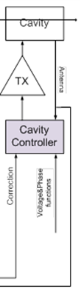 Cavity
Antenna
TX
Cavity
Controller
Correction
Voltage&Phase
functions